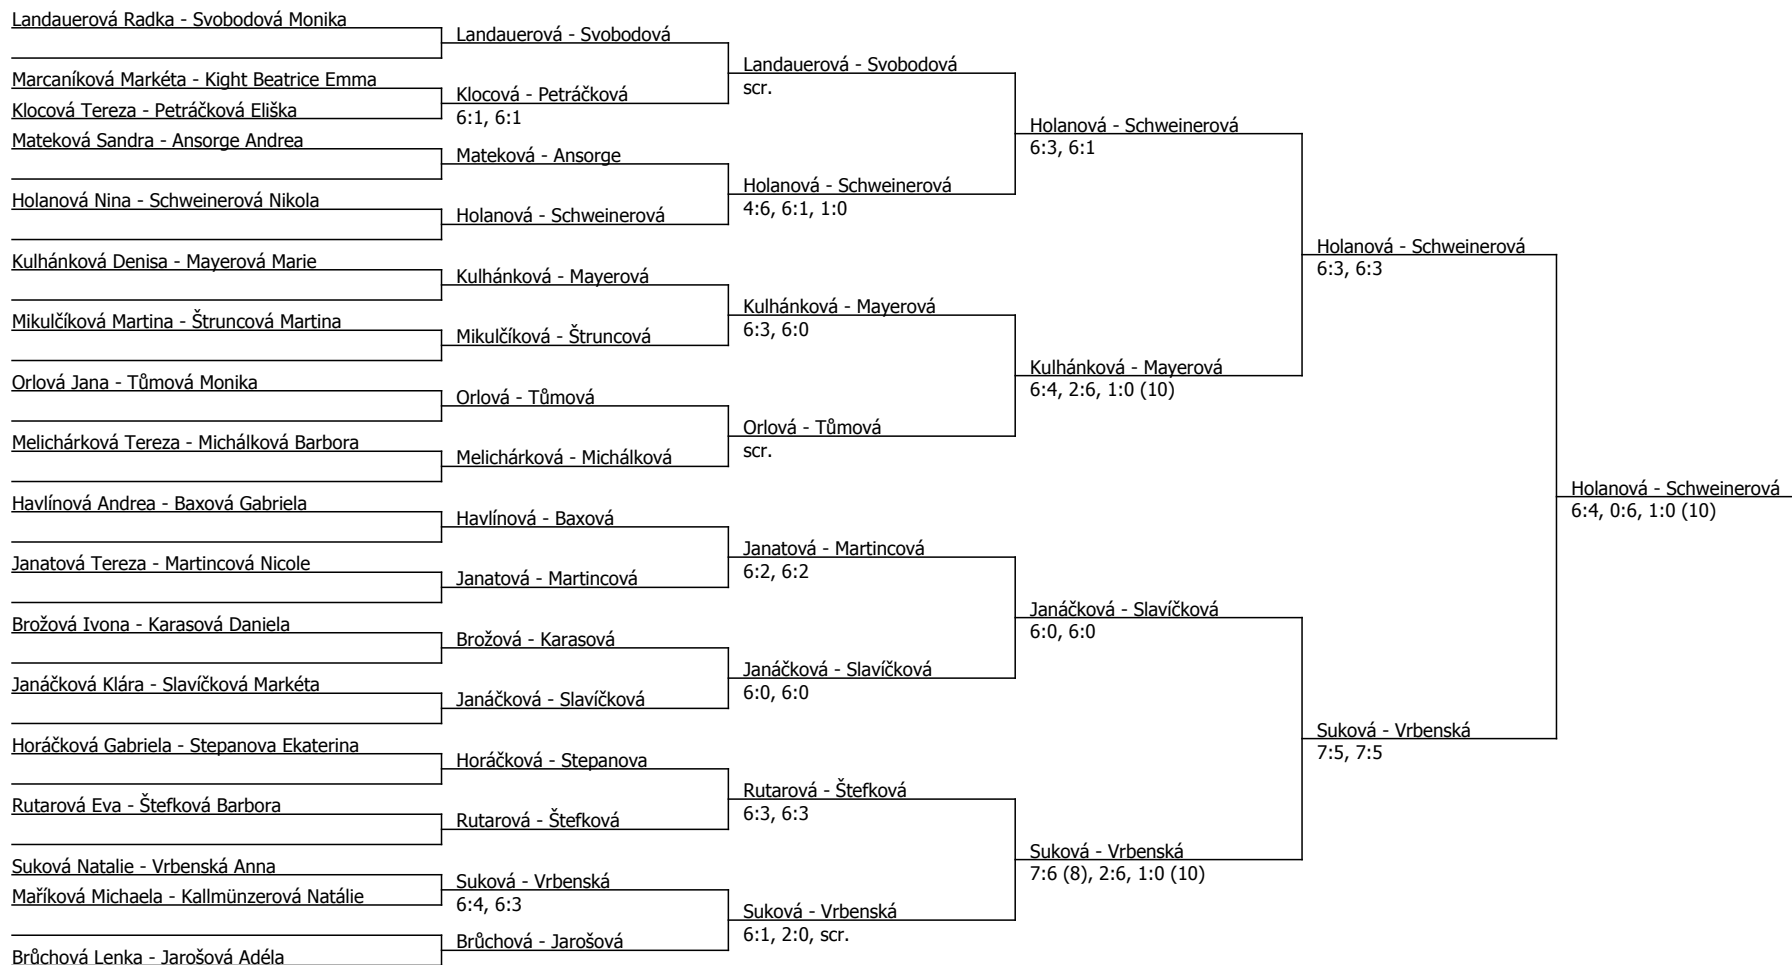 Landauerová Radka - Svobodová Monika
Marcaníková Markéta - Kight Beatrice Emma
Klocová Tereza - Petráčková Eliška
Mateková Sandra - Ansorge Andrea
Holanová Nina - Schweinerová Nikola
Kulhánková Denisa - Mayerová Marie
Mikulčíková Martina - Štruncová Martina
Orlová Jana - Tůmová Monika
Melichárková Tereza - Michálková Barbora
Havlínová Andrea - Baxová Gabriela
Janatová Tereza - Martincová Nicole
Brožová Ivona - Karasová Daniela
Janáčková Klára - Slavíčková Markéta
Horáčková Gabriela - Stepanova Ekaterina
Rutarová Eva - Štefková Barbora
Suková Natalie - Vrbenská Anna
Maříková Michaela - Kallmünzerová Natálie
Brůchová Lenka - Jarošová Adéla
Landauerová - Svobodová
Klocová - Petráčková
6:1, 6:1
Mateková - Ansorge
Holanová - Schweinerová
Kulhánková - Mayerová
Mikulčíková - Štruncová
Orlová - Tůmová
Melichárková - Michálková
Havlínová - Baxová
Janatová - Martincová
Brožová - Karasová
Janáčková - Slavíčková
Horáčková - Stepanova
Rutarová - Štefková
Suková - Vrbenská
6:4, 6:3
Brůchová - Jarošová
Landauerová - Svobodová
scr.
Holanová - Schweinerová
4:6, 6:1, 1:0
Kulhánková - Mayerová
6:3, 6:0
Orlová - Tůmová
scr.
Janatová - Martincová
6:2, 6:2
Janáčková - Slavíčková
6:0, 6:0
Rutarová - Štefková
6:3, 6:3
Suková - Vrbenská
6:1, 2:0, scr.
Holanová - Schweinerová
6:3, 6:1
Kulhánková - Mayerová
6:4, 2:6, 1:0 (10)
Janáčková - Slavíčková
6:0, 6:0
Suková - Vrbenská
7:6 (8), 2:6, 1:0 (10)
Holanová - Schweinerová
6:3, 6:3
Suková - Vrbenská
7:5, 7:5
Holanová - Schweinerová
6:4, 0:6, 1:0 (10)